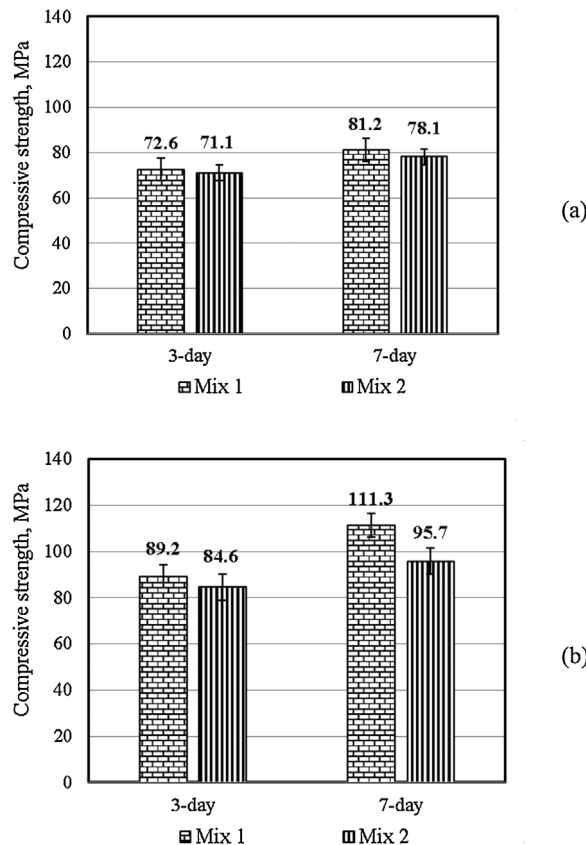 140
120
100
80
60
40
20
0
Compressive strength, MPa
72.6
71.1
81.2
78.1
3-day
7-day
Mix 1
Mix 2
(a)
140
120
100
80
60
40
20
0
Compressive strength, MPa
89.2
84.6
111.3
95.7
3-day
7-day
Mix 1
Mix 2
(b)